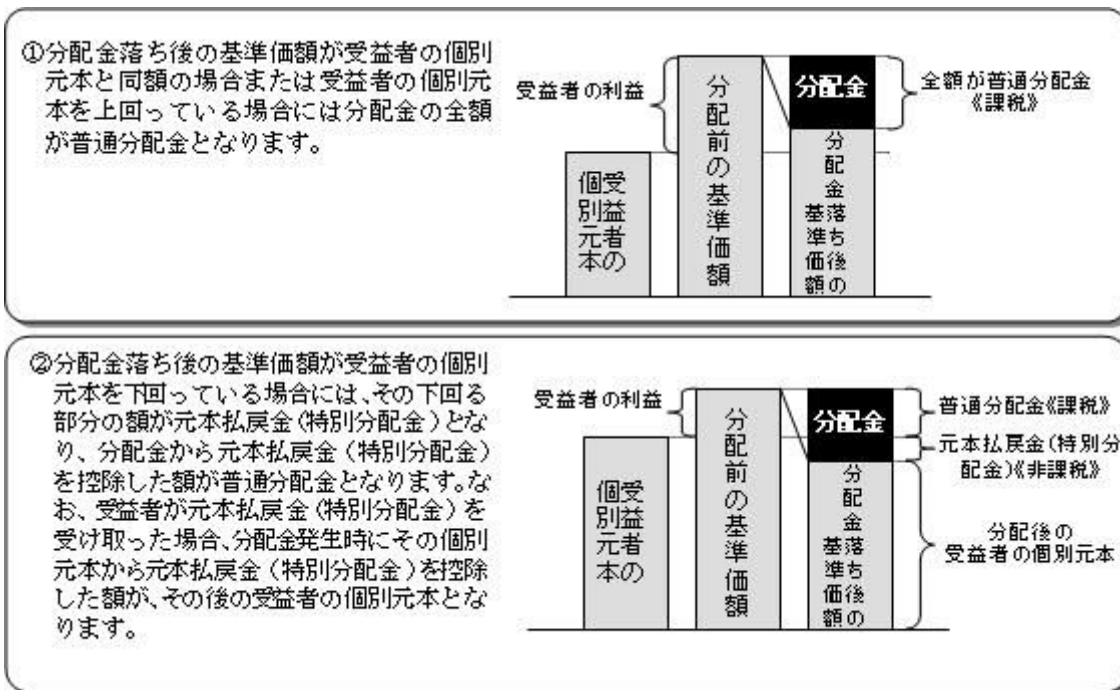 ①分配金落ち後の基準価額が受益者の個別
元本と同額の場合または受益者の個別元
本を上回っている場合には分配金の全額
が普通分配金となります。
受益者の利益
受益者の
個別元本
分配前の基準価額
分配金
分配金落ち後の
基準価額
全額が普通分配金
《課税》
②分配金落ち後の基準価額が受益者の個別
元本を下回っている場合には、その下回る
部分の額が元本払戻金(特別分配金)とな
り、分配金から元本払戻金(特別分配金)
を控除した額が普通分配金となります。な
お、受益者が元本払戻金(特別分配金)を
受け取った場合、分配金発生時にその個別
元本から元本払戻金(特別分配金)を控除
した額が、その後の受益者の個別元本とな
ります。
受益者の利益
受益者の
個別元本
分配前の基準価額
分配金
分配金落ち後の
基準価額
普通分配金《課税》
元本払戻金(特別分
配金)《非課税》
分配後の
受益者の個別元本